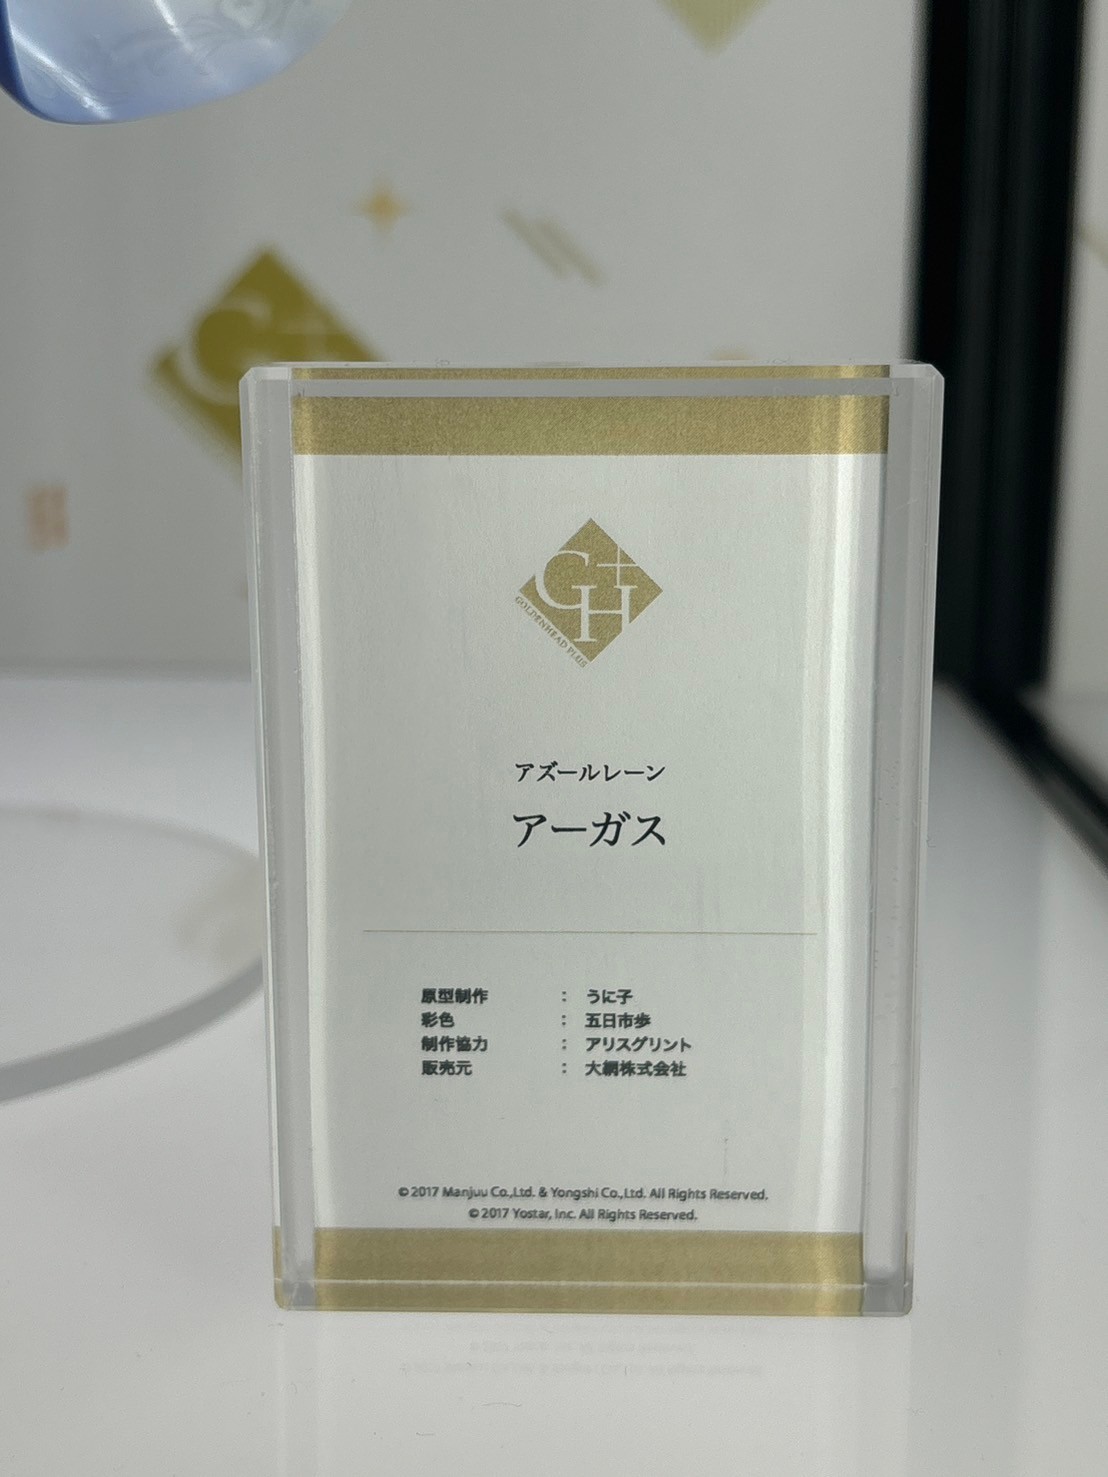 G+
GH+
GOLDENHEAD PLUS
アズールレーン
アーガス
原型制作 : うに子
彩色 : 五日市歩
制作協力 : アリスグリント
販売元 : 大網株式会社
© 2017 Manjuu Co.,Ltd. & Yongshi Co.,Ltd. All Rights Reserved.
© 2017 Yostar, Inc. All Rights Reserved.